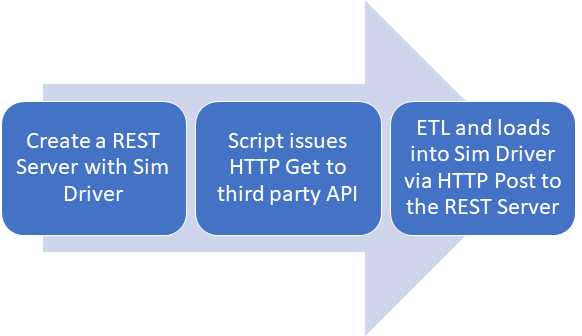 Create a REST
Server with Sim
Driver
Script issues
HTTP Get to
third party API
ETL and loads
into Sim Driver
via HTTP Post to
the REST Server